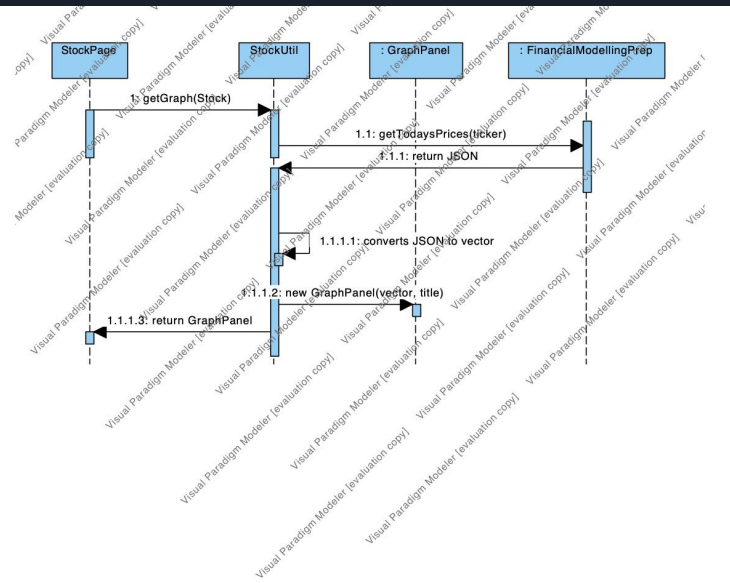 StockPage
StockUtil
: GraphPanel
: FinancialModellingPrep
1: getGraph(Stock)
1.1: getTodaysPrices(ticker)
1.1.1: return JSON
1.1.1.1: converts JSON to vector
1.1.1.2: new GraphPanel(vector, title)
1.1.1.3: return GraphPanel
Visual Paradigm Modeler [evaluation copy]